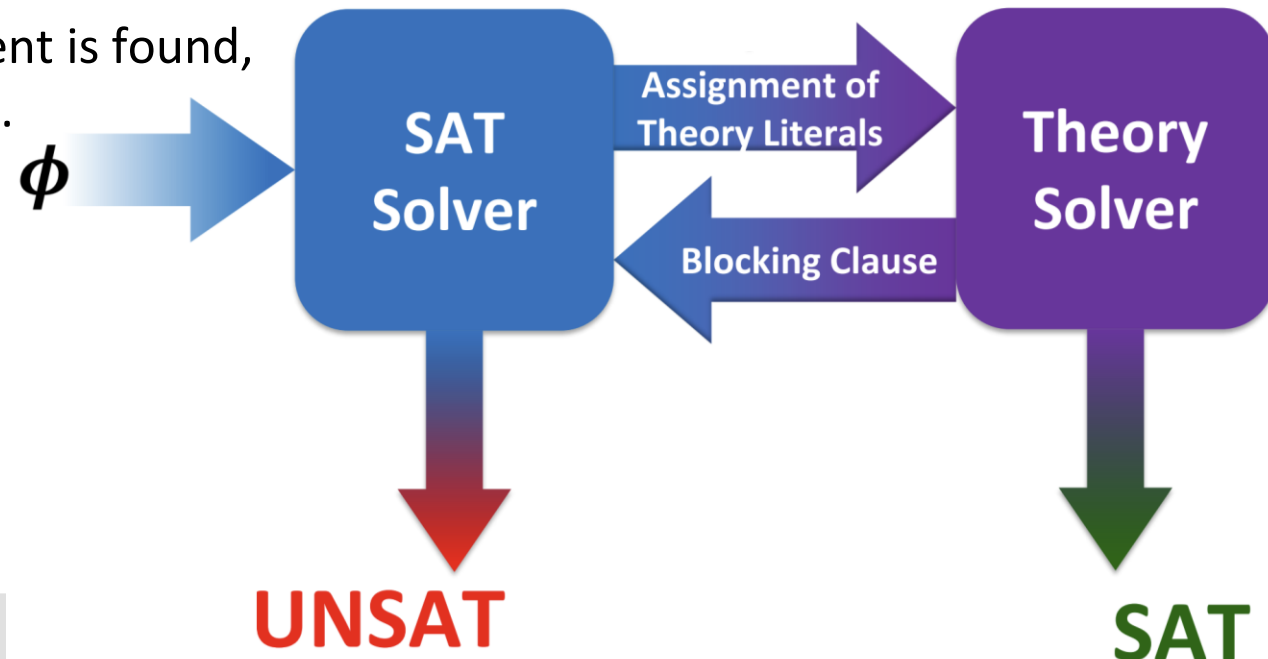 ent is found,
.
ϕ
SAT
Solver
Assignment of
Theory Literals
Blocking Clause
Theory
Solver
UNSAT
SAT